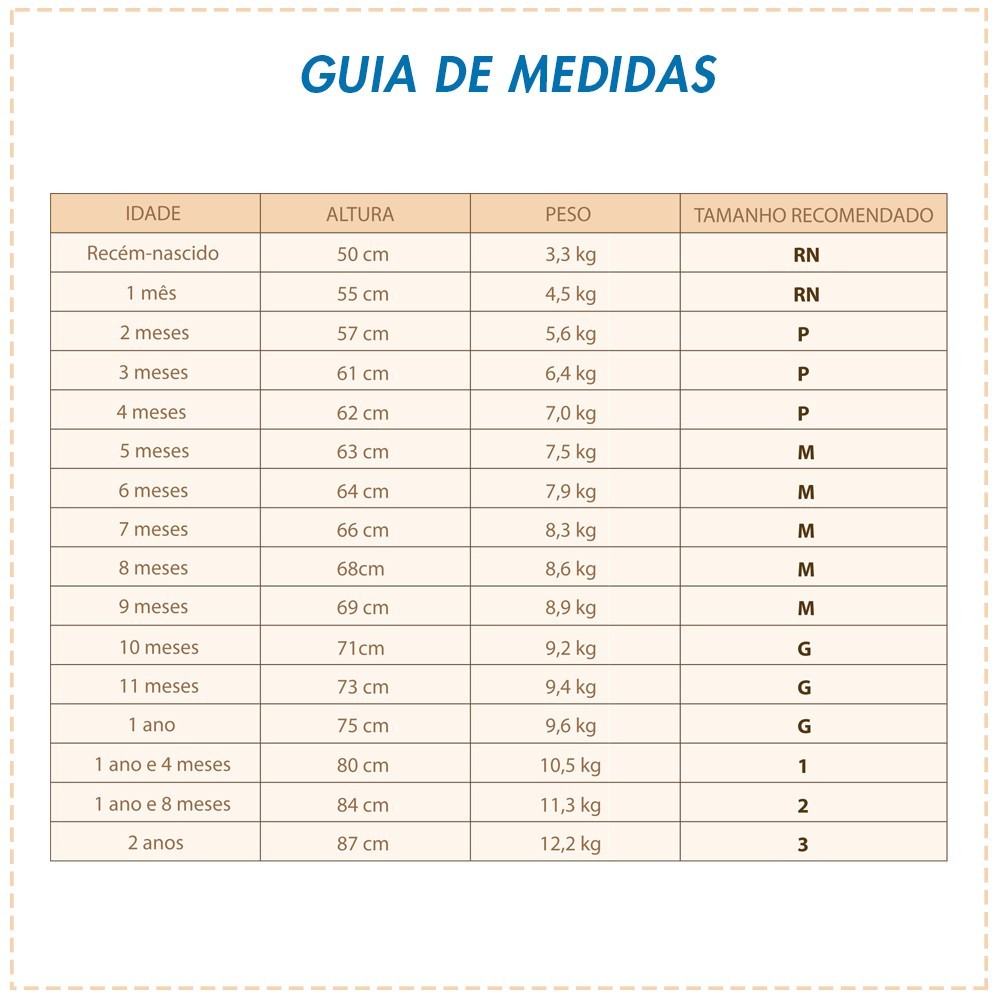 GUIA DE MEDIDAS
IDADE ALTURA PESO TAMANHO RECOMENDADO
Recém-nascido 50 cm 3,3 kg RN
1 mês 55 cm 4,5 kg RN
2 meses 57 cm 5,6 kg P
3 meses 61 cm 6,4 kg P
4 meses 62 cm 7,0 kg P
5 meses 63 cm 7,5 kg M
6 meses 64 cm 7,9 kg M
7 meses 66 cm 8,3 kg M
8 meses 68cm 8,6 kg M
9 meses 69 cm 8,9 kg M
10 meses 71cm 9,2 kg G
11 meses 73 cm 9,4 kg G
1 ano 75 cm 9,6 kg G
1 ano e 4 meses 80 cm 10,5 kg 1
1 ano e 8 meses 84 cm 11,3 kg 2
2 anos 87 cm 12,2 kg 3